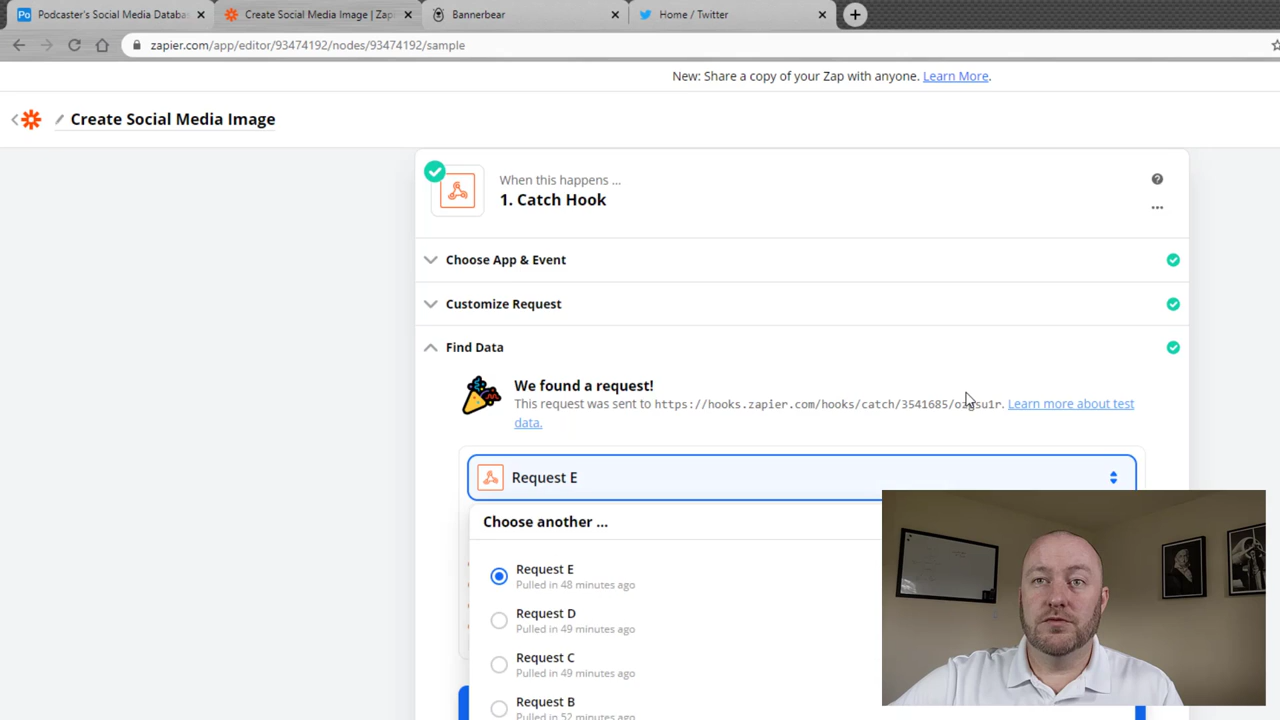 Podcaster's Social Media Databas
Create Social Media Image | Zapi
Bannerbear
Home / Twitter
zapier.com/app/editor/93474192/nodes/93474192/sample
New: Share a copy of your Zap with anyone. Learn More.
Create Social Media Image
When this happens ...
1. Catch Hook
Choose App & Event
Customize Request
Find Data
We found a request!
This request was sent to https://hooks.zapier.com/hooks/catch/3541685/ Learn more about test
data.
Request E
Choose another ...
Request E
Pulled in 48 minutes ago
Request D
Pulled in 49 minutes ago
Request C
Pulled in 49 minutes ago
Request B
Pulled in 52 minutes ago